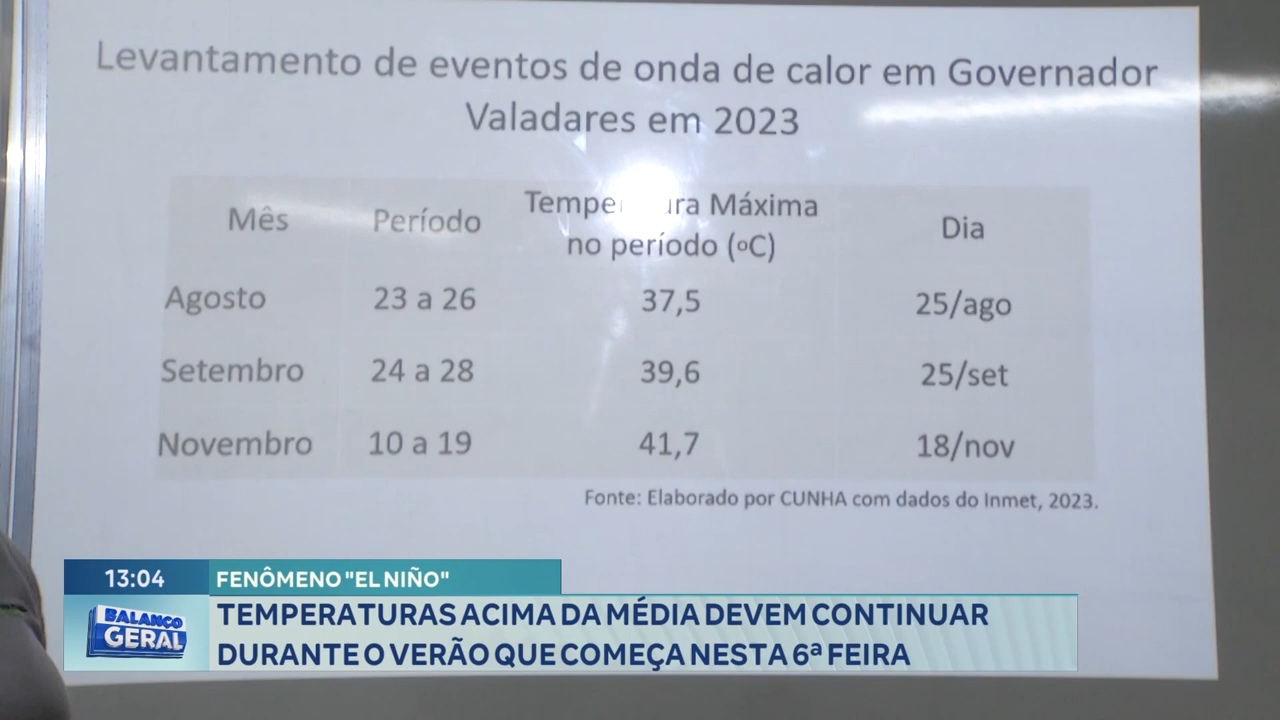 Levantamento de eventos de onda de calor em Governador
Valadares em 2023
Mês Período Temperatura Máxima no período (ºC) Dia
Agosto 23 a 26 37,5 25/ago
Setembro 24 a 28 39,6 25/set
Novembro 10 a 19 41,7 18/nov
Fonte: Elaborado por CUNHA com dados do Inmet, 2023.
13:04 FENÔMENO "EL NIÑO"
BALANÇO
GERAL
TEMPERATURAS ACIMA DA MÉDIA DEVEM CONTINUAR
DURANTE O VERÃO QUE COMEÇA NESTA 6ª FEIRA